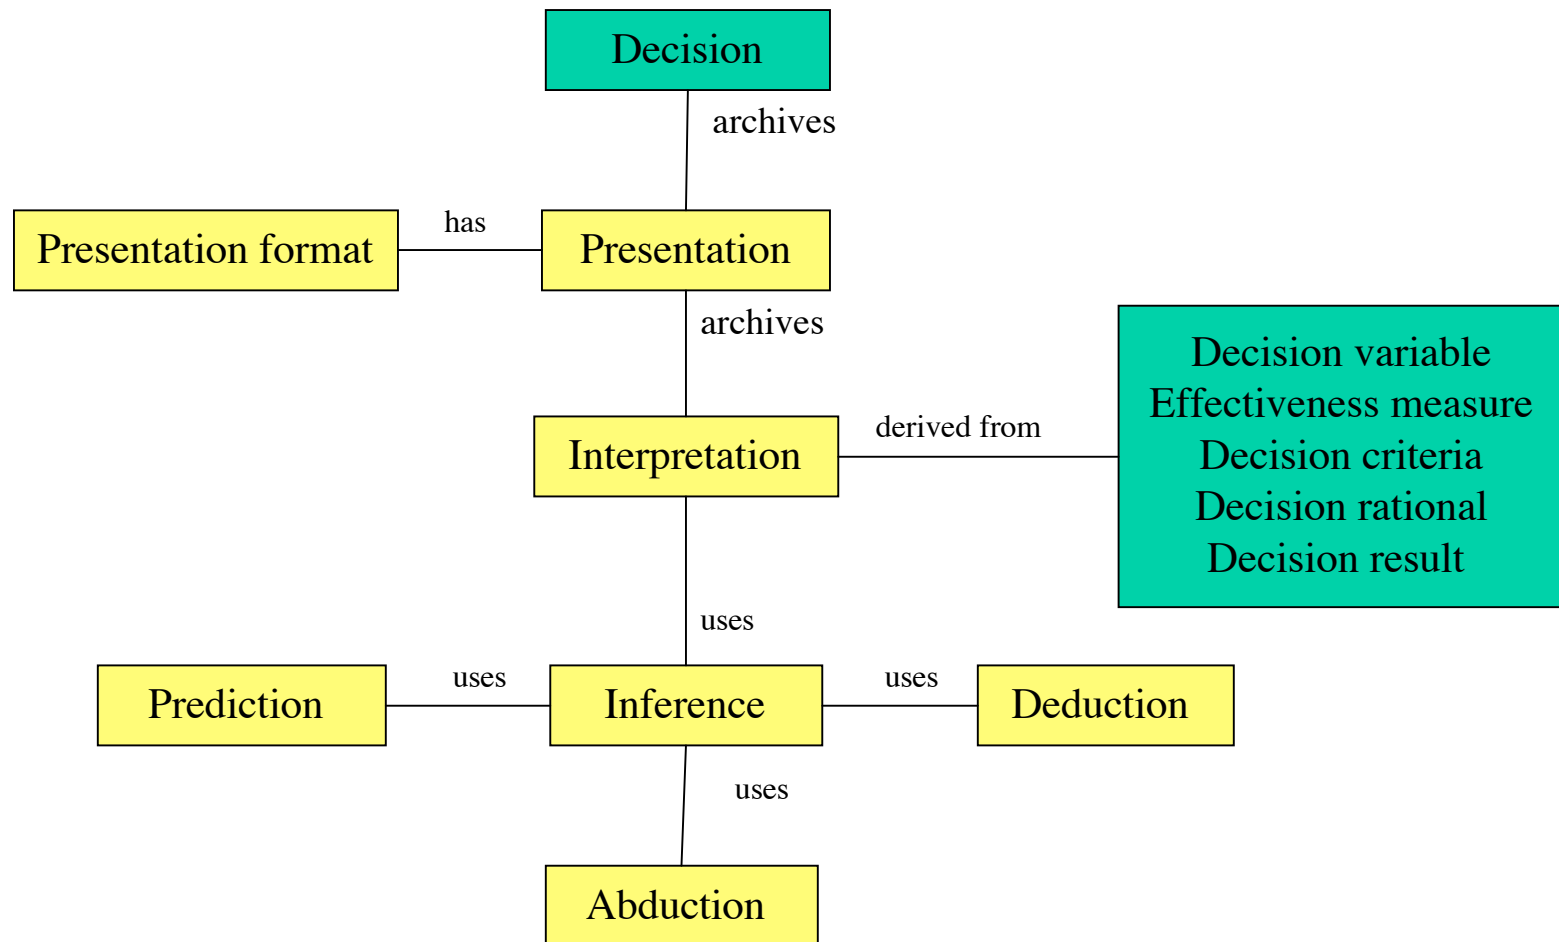 Decision
archives
Presentation format
has
Presentation
archives
Decision variable
Effectiveness measure
Decision criteria
Decision rational
Decision result
Interpretation
derived from
uses
Prediction
uses
Inference
uses
Deduction
uses
Abduction